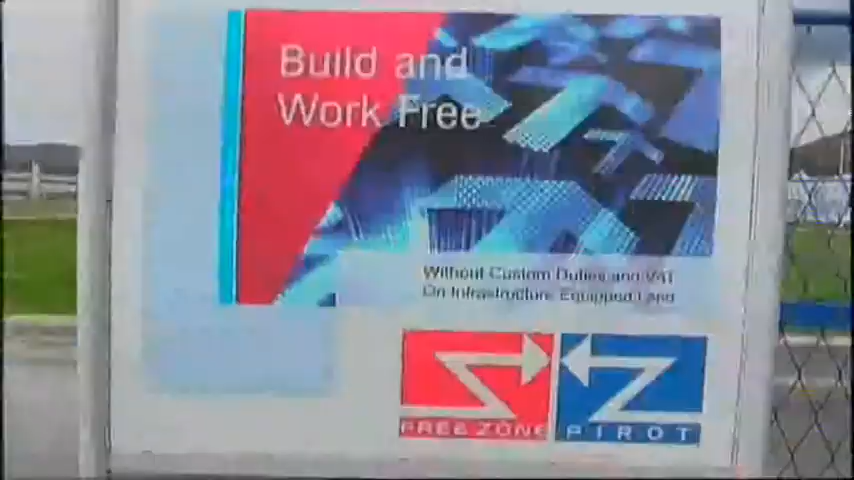 Build and
Work Free
Without Custom Duties and VAT
On Infrastructure Equipped Land
FREE ZONE
PIROT